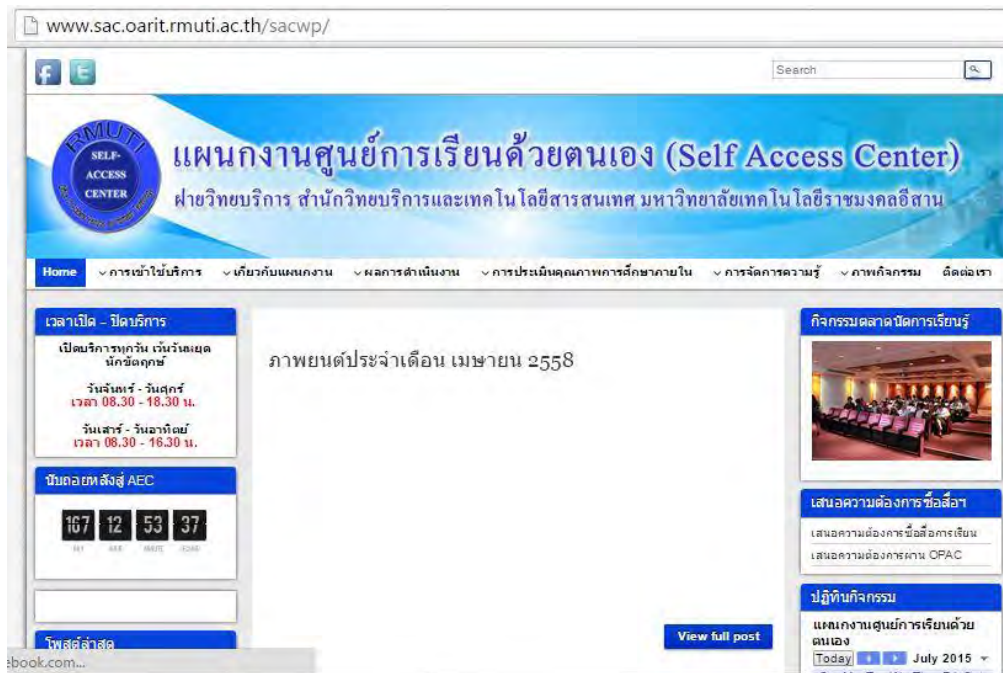 www.sac.oarit.rmuti.ac.th/sacwp/
Search
RMUTI
SELF-
ACCESS
CENTER
แผนกงานศูนย์การเรียนด้วยตนเอง (Self Access Center)
ฝ่ายวิทยบริการ สำนักวิทยบริการและเทคโนโลยีสารสนเทศ มหาวิทยาลัยเทคโนโลยีราชมงคลอีสาน
Home การเข้าใช้บริการ เกี่ยวกับแผนกงาน ผลการดำเนินงาน การประเมินคุณภาพการศึกษาภายใน การจัดการความรู้ ภาพกิจกรรม ติดต่อเรา
เวลาเปิด – ปิดบริการ
เปิดบริการทุกวัน เว้นวันหยุด
นักขัตฤกษ์
วันจันทร์ - วันศุกร์
เวลา 08.30 - 18.30 น.
วันเสาร์ - วันอาทิตย์
เวลา 08.30 - 16.30 น.
นับถอยหลังสู่ AEC
167 12 53 37
โพสต์ล่าสุด
ebook.com...
ภาพยนต์ประจำเดือน เมษายน 2558
View full post
กิจกรรมตลาดนัดการเรียนรู้
เสนอความต้องการซื้อสื่อฯ
เสนอความต้องการซื้อสื่อการเรียน
เสนอความต้องการผ่าน OPAC
ปฏิทินกิจกรรม
แผนกงานศูนย์การเรียนด้วย
ตนเอง
Today July 2015